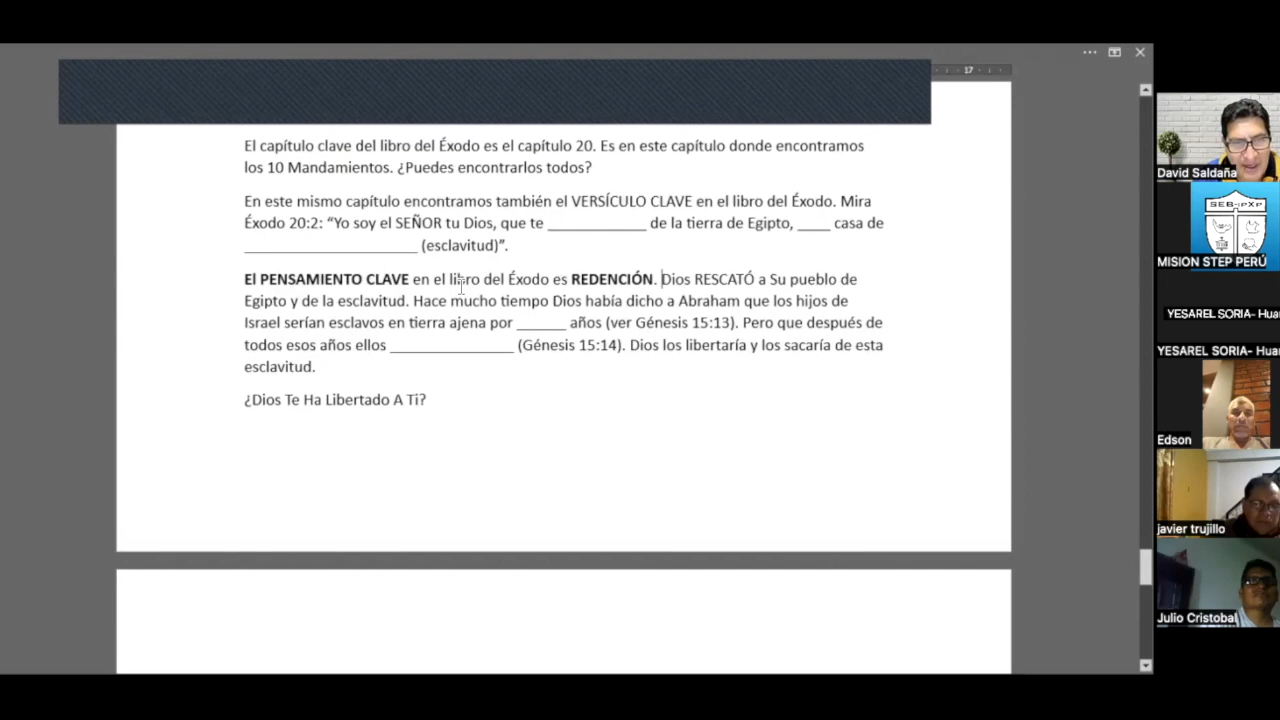 17
El capítulo clave del libro del Éxodo es el capítulo 20. Es en este capítulo donde encontramos
los 10 Mandamientos. ¿Puedes encontrarlos todos?
En este mismo capítulo encontramos también el VERSÍCULO CLAVE en el libro del Éxodo. Mira
Éxodo 20:2: “Yo soy el SEÑOR tu Dios, que te ____________ de la tierra de Egipto, ____ casa de
_____________________ (esclavitud)”.
El PENSAMIENTO CLAVE en el libro del Éxodo es REDENCIÓN. Dios RESCATÓ a Su pueblo de
Egipto y de la esclavitud. Hace mucho tiempo Dios había dicho a Abraham que los hijos de
Israel serían esclavos en tierra ajena por ______ años (ver Génesis 15:13). Pero que después de
todos esos años ellos _______________ (Génesis 15:14). Dios los libertaría y los sacaría de esta
esclavitud.
¿Dios Te Ha Libertado A Ti?
David Saldaña
SEB-IPXP
MISION STEP PERÚ
YESAREL SORIA- Huar
YESAREL SORIA- Huar
Edson
javier trujillo
Julio Cristobal